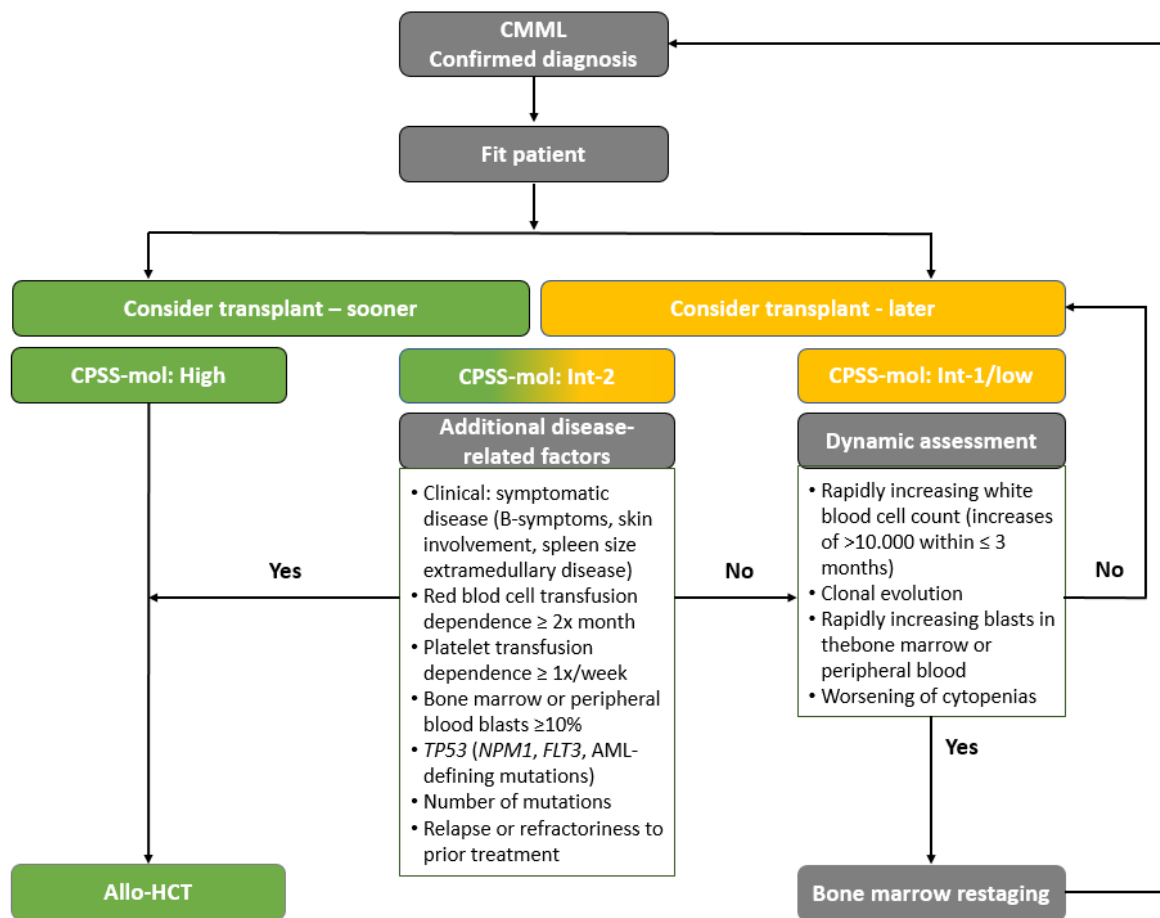 CMML
Confirmed diagnosis
Fit patient
Consider transplant – sooner
Consider transplant - later
CPSS-mol: High
CPSS-mol: Int-2
CPSS-mol: Int-1/low
Additional disease-
related factors
• Clinical: symptomatic
disease (B-symptoms, skin
involvement, spleen size
extramedullary disease)
• Red blod cell transfusion
dependence ≥ 2x month
• Platelet transfusion
dependence ≥ 1x/week
• Bone marrow or peripheral
blood blasts ≥10%
• TP53 (NPM1, FLT3, AML-
defining mutations)
• Number of mutations
• Relapse or refractoriness to
prior treatment
Dynamic assessment
• Rapidly increasing white
blood cell count (increases
of >10.000 within ≤ 3
months)
• Clonal evolution
• Rapidly increasing blasts in
thebone marrow or
peripheral blood
• Worsening of cytopenias
Yes
No
No
Yes
Allo-HCT
Bone marrow restaging